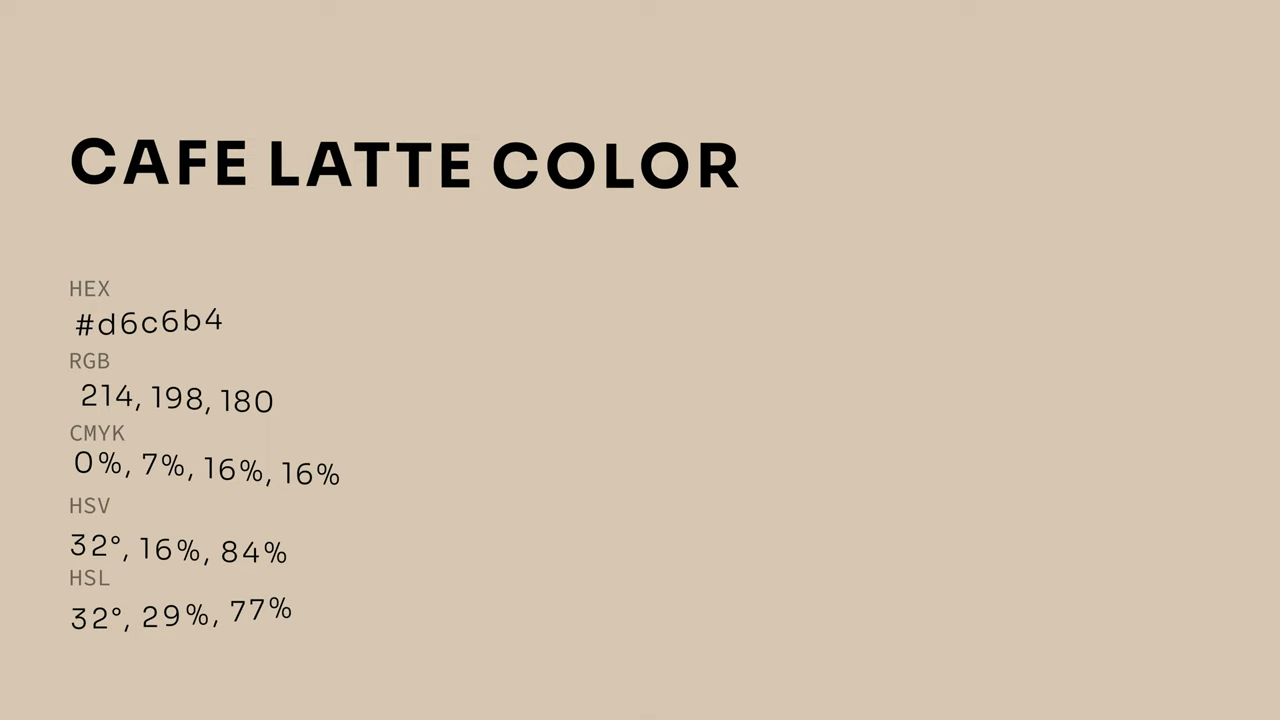 CAFE LATTE COLOR
HEX
#d6c6b4
RGB
214, 198, 180
CMYK
0%, 7%, 16%, 16%
HSV
32°, 16%, 84%
HSL
32°, 29%, 77%